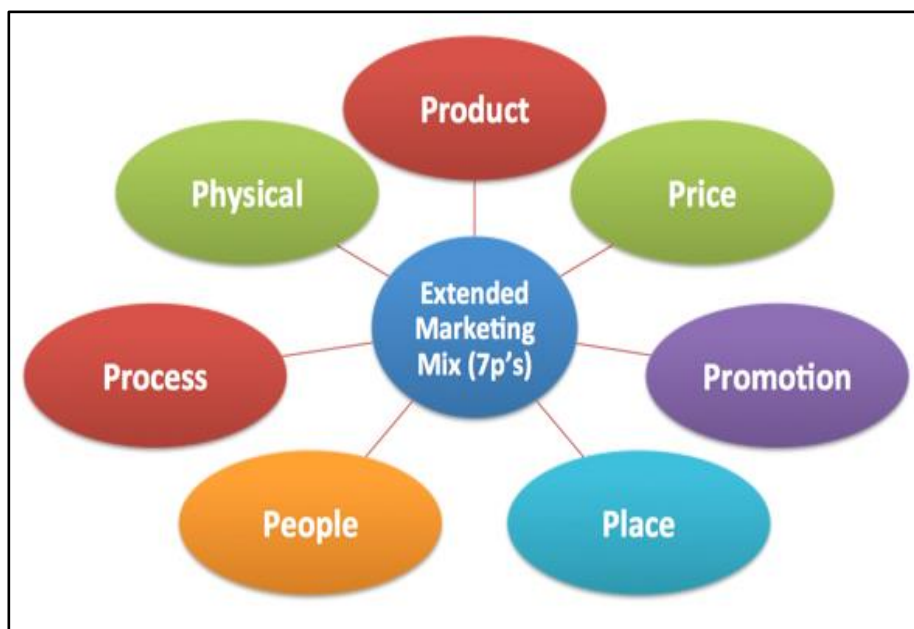 Product
Physical
Price
Extended
Marketing
Mix (7p's)
Process
Promotion
People
Place